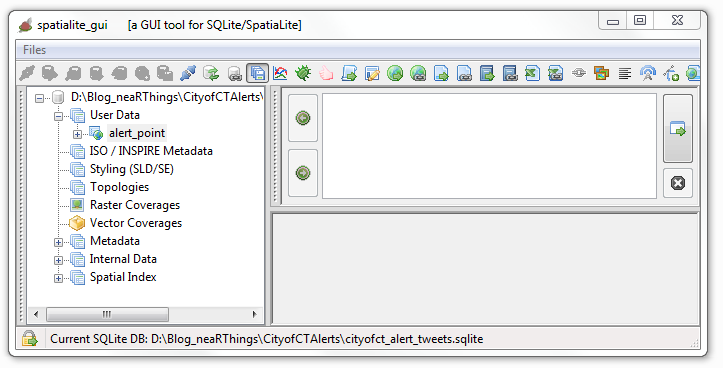 spatialite_gui [a GUI tool for SQLite/SpatiaLite]
Files
D:\Blog_neaRThings\CityofCTAlerts\
User Data
alert_point
ISO / INSPIRE Metadata
Styling (SLD/SE)
Topologies
Raster Coverages
Vector Coverages
Metadata
Internal Data
Spatial Index
Current SQLite DB: D:\Blog_neaRThings\CityofCTAlerts\cityofct_alert_tweets.sqlite